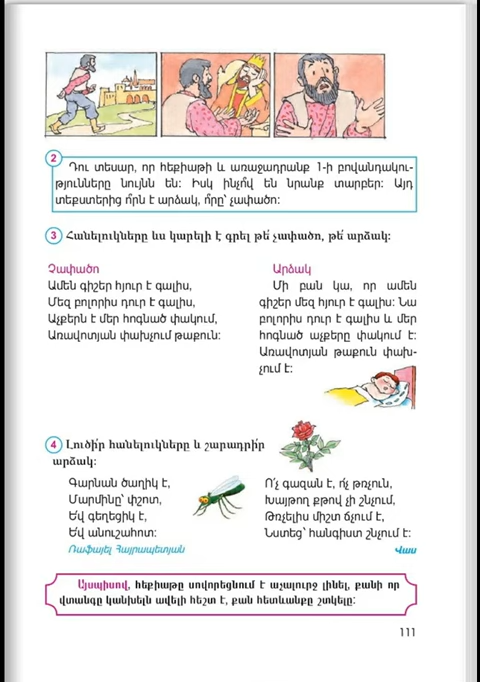 2
Դու տեսար, որ հեքիաթի և առաջադրանք 1-ի բովանդակու-
թյունները նույնն են: Իսկ ինչո՞վ են նրանք տարբեր: Այդ
տեքստերից ո՞րն է արձակ, ո՞րը՝ չափածո:
3 Հանելուկները ևս կարելի է գրել թե՛ չափածո, թե՛ արձակ:
Չափածո
Ամեն գիշեր հյուր է գալիս,
Մեզ բոլորիս դուր է գալիս,
Աչքերն է մեր հոգնած փակում,
Առավոտյան փախչում թաքուն:
Արձակ
Մի բան կա, որ ամեն
գիշեր մեզ հյուր է գալիս: Նա
բոլորիս դուր է գալիս և մեր
հոգնած աչքերը փակում է:
Առավոտյան թաքուն փախ-
չում է:
4 Լուծի՛ր հանելուկները և շարադրի՛ր
արձակ:
Գարնան ծաղիկ է,
Մարմինը՝ փշոտ,
Եվ գեղեցիկ է,
Եվ անուշահոտ:
Ռաֆայել Հայրապետյան
Ո՛չ գազան է, ո՛չ թռչուն,
Խայթող քթով չի շնչում,
Թռչելիս միշտ ճչում է,
Նստեց՝ հանգիստ շնչում է:
Վաս
Այսպիսով, հեքիաթը սովորեցնում է աչալուրջ լինել, քանի որ
վտանգը կանխելն ավելի հեշտ է, քան հետևանքը շտկելը:
111